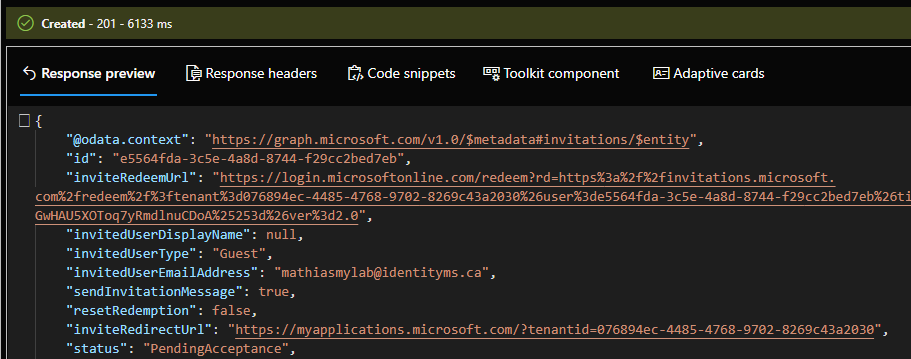 Created - 201 - 6133 ms
Response preview Response headers Code snippets Toolkit component Adaptive cards
{
"@odata.context": "https://graph.microsoft.com/v1.0/$metadata#invitations/$entity",
"id": "e5564fda-3c5e-4a8d-8744-f29cc2bed7eb",
"inviteRedeemUrl": "https://login.microsoftonline.com/redeem?rd=https%3a%2f%2finvitations.microsoft.
com%2fredeem%2f%3ftenant%3d076894ec-4485-4768-9702-8269c43a2030%26user%3de5564fda-3c5e-4a8d-8744-f29cc2bed7eb%26ti
GwHAU5XOToq7yRmdlnuCDoA%25253d%26ver%3d2.0",
"invitedUserDisplayName": null,
"invitedUserType": "Guest",
"invitedUserEmailAddress": "mathiasmylab@identityms.ca",
"sendInvitationMessage": true,
"resetRedemption": false,
"inviteRedirectUrl": "https://myapplications.microsoft.com/?tenantid=076894ec-4485-4768-9702-8269c43a2030",
"status": "PendingAcceptance",